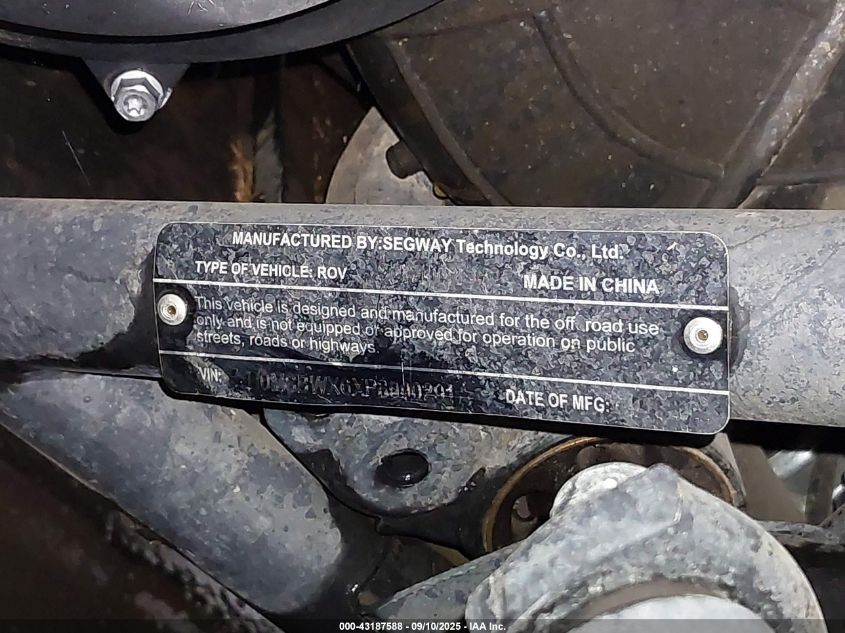 MANUFACTURED BY:SEGWAY Technology Co., Ltd.
TYPE OF VEHICLE: ROV
MADE IN CHINA
This vehicle is designed and manufactured for the off road use
only and is not equipped or approved for operation on public
streets, roads or highways.
VIN:
DATE OF MFG:
000-43187588 - 09/10/2025 - IAA Inc.